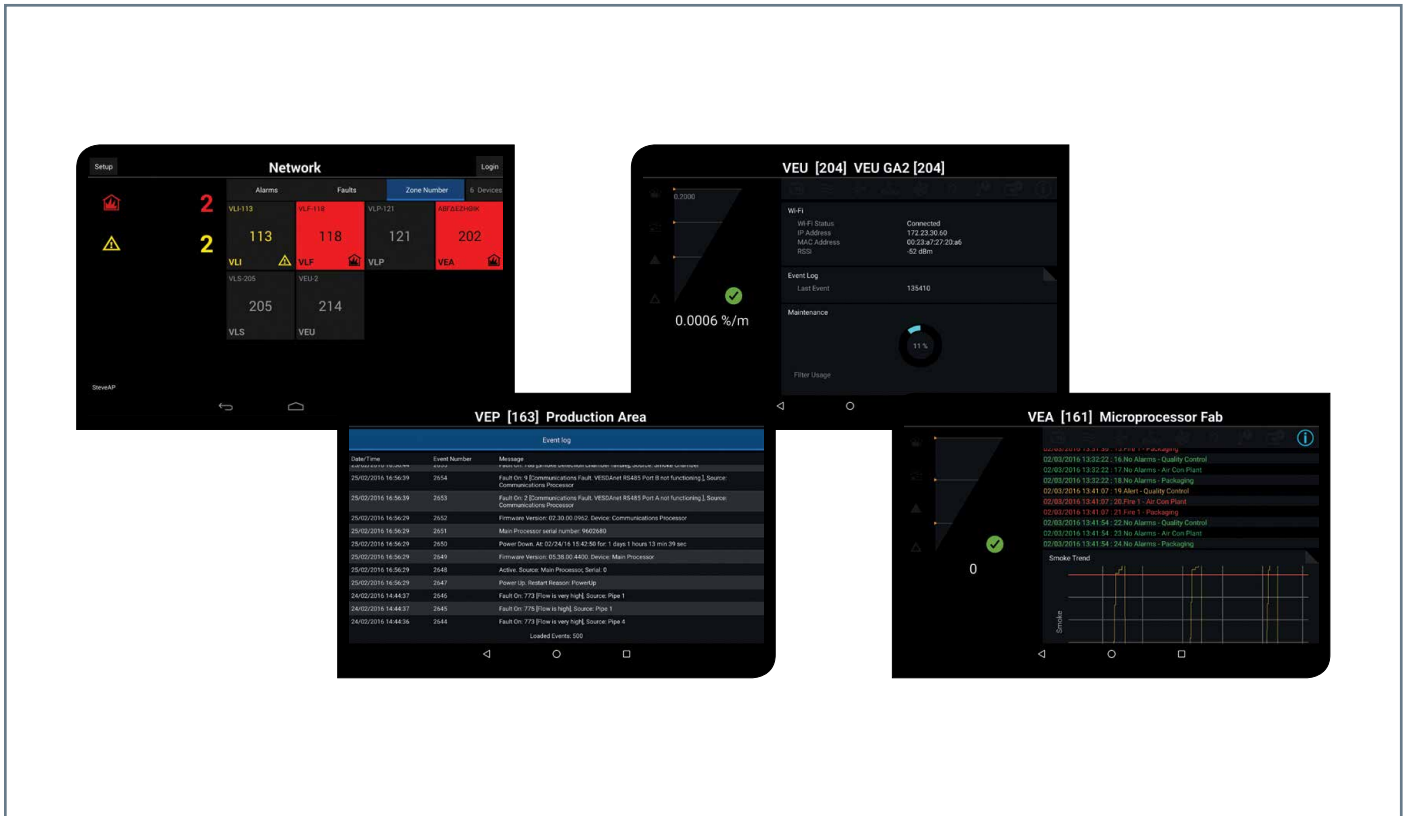 Setup
Network
Login
Alarms
Faults
Zone Number
6 Devices
2
2
VLI-113
113
VLI
VLF-118
118
VLF
VLP-121
121
VLP
ΑΒΓΔΕΖΗΘΙΚ
202
VEA
VLS-205
205
VLS
VEU-2
214
VEU
SteveAP
VEU [204] VEU GA2 [204]
0.2000
0.0006 %/m
Wi-Fi
Wi-Fi Status Connected
IP Address 172.23.30.60
MAC Address 00:23:a7:27:20:a6
RSSI -52 dBm
Event Log
Last Event 135410
Maintenance
11 %
Filter Usage
VEP [163] Production Area
Event log
Date/Time Event Number Message
25/02/2016 16:56:39 2654 Fault On: 9 [Communications Fault. VESDAnet RS485 Port B not functioning.], Source:
Communications Processor
25/02/2016 16:56:39 2653 Fault On: 2 [Communications Fault. VESDAnet RS485 Port A not functioning.], Source:
Communications Processor
25/02/2016 16:56:29 2652 Firmware Version: 02.30.00.0962. Device: Communications Processor
25/02/2016 16:56:29 2651 Main Processor serial number: 9602680
25/02/2016 16:56:29 2650 Power Down. At: 02/24/16 15:42:50 for: 1 days 1 hours 13 min 39 sec
25/02/2016 16:56:29 2649 Firmware Version: 05.38.00.4400. Device: Main Processor
25/02/2016 16:56:29 2648 Active. Source: Main Processor, Serial: 0
25/02/2016 16:56:29 2647 Power Up. Restart Reason: PowerUp
24/02/2016 14:44:37 2646 Fault On: 773 [Flow is very high], Source: Pipe 1
24/02/2016 14:44:37 2645 Fault On: 775 [Flow is high], Source: Pipe 1
24/02/2016 14:44:36 2644 Fault On: 773 [Flow is very high], Source: Pipe 4
Loaded Events: 500
VEA [161] Microprocessor Fab
0
02/03/2016 13:32:22 : 16.No Alarms - Quality Control
02/03/2016 13:32:22 : 17.No Alarms - Air Con Plant
02/03/2016 13:32:22 : 18.No Alarms - Packaging
02/03/2016 13:41:07 : 19.Alert - Quality Control
02/03/2016 13:41:07 : 20.Fire 1 - Air Con Plant
02/03/2016 13:41:07 : 21.Fire 1 - Packaging
02/03/2016 13:41:54 : 22.No Alarms - Quality Control
02/03/2016 13:41:54 : 23.No Alarms - Air Con Plant
02/03/2016 13:41:54 : 24.No Alarms - Packaging
Smoke Trend
Smoke